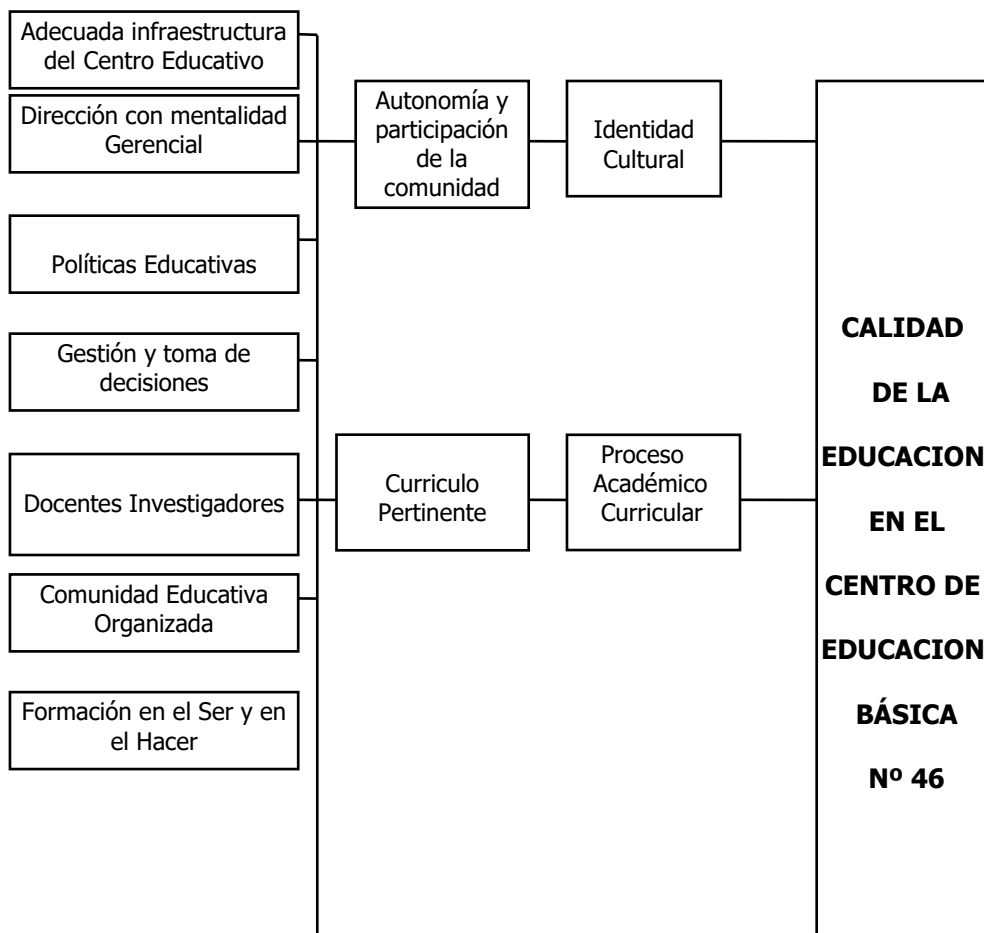 Adecuada infraestructura
del Centro Educativo
Dirección con mentalidad
Gerencial
Políticas Educativas
Gestión y toma de
decisiones
Docentes Investigadores
Comunidad Educativa
Organizada
Formación en el Ser y en
el Hacer
Autonomía y
participación
de la
comunidad
Identidad
Cultural
Curriculo
Pertinente
Proceso
Académico
Curricular
CALIDAD
DE LA
EDUCACION
EN EL
CENTRO DE
EDUCACION
BÁSICA
Nº 46